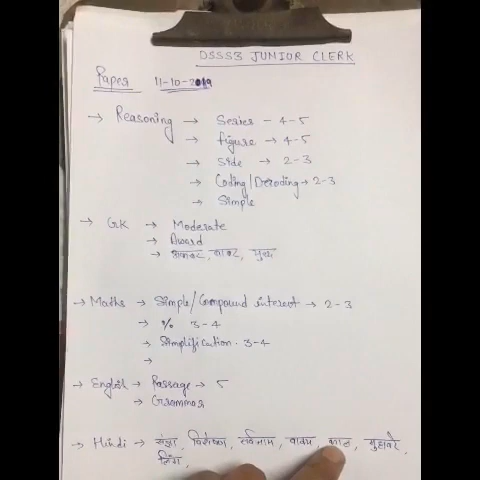 DSSSB JUNIOR CLERK
Paper 11-10-2019
→ Reasoning → Series - 4-5
→ figure → 4-5
→ Side → 2-3
→ Coding/Decoding → 2-3
→ Simple
→ GK → Moderate
→ Award
→ अकबर, बाबर,
→ Maths → Simple/Compound interest → 2-3
→ % 3-4
→ Simplification. 3-4
→
→ English → Passage → 5
→ Grammar
→ Hindi → संज्ञा, विशेषण, सर्वनाम, वाक्य, काल, मुहावरे,
लिंग,